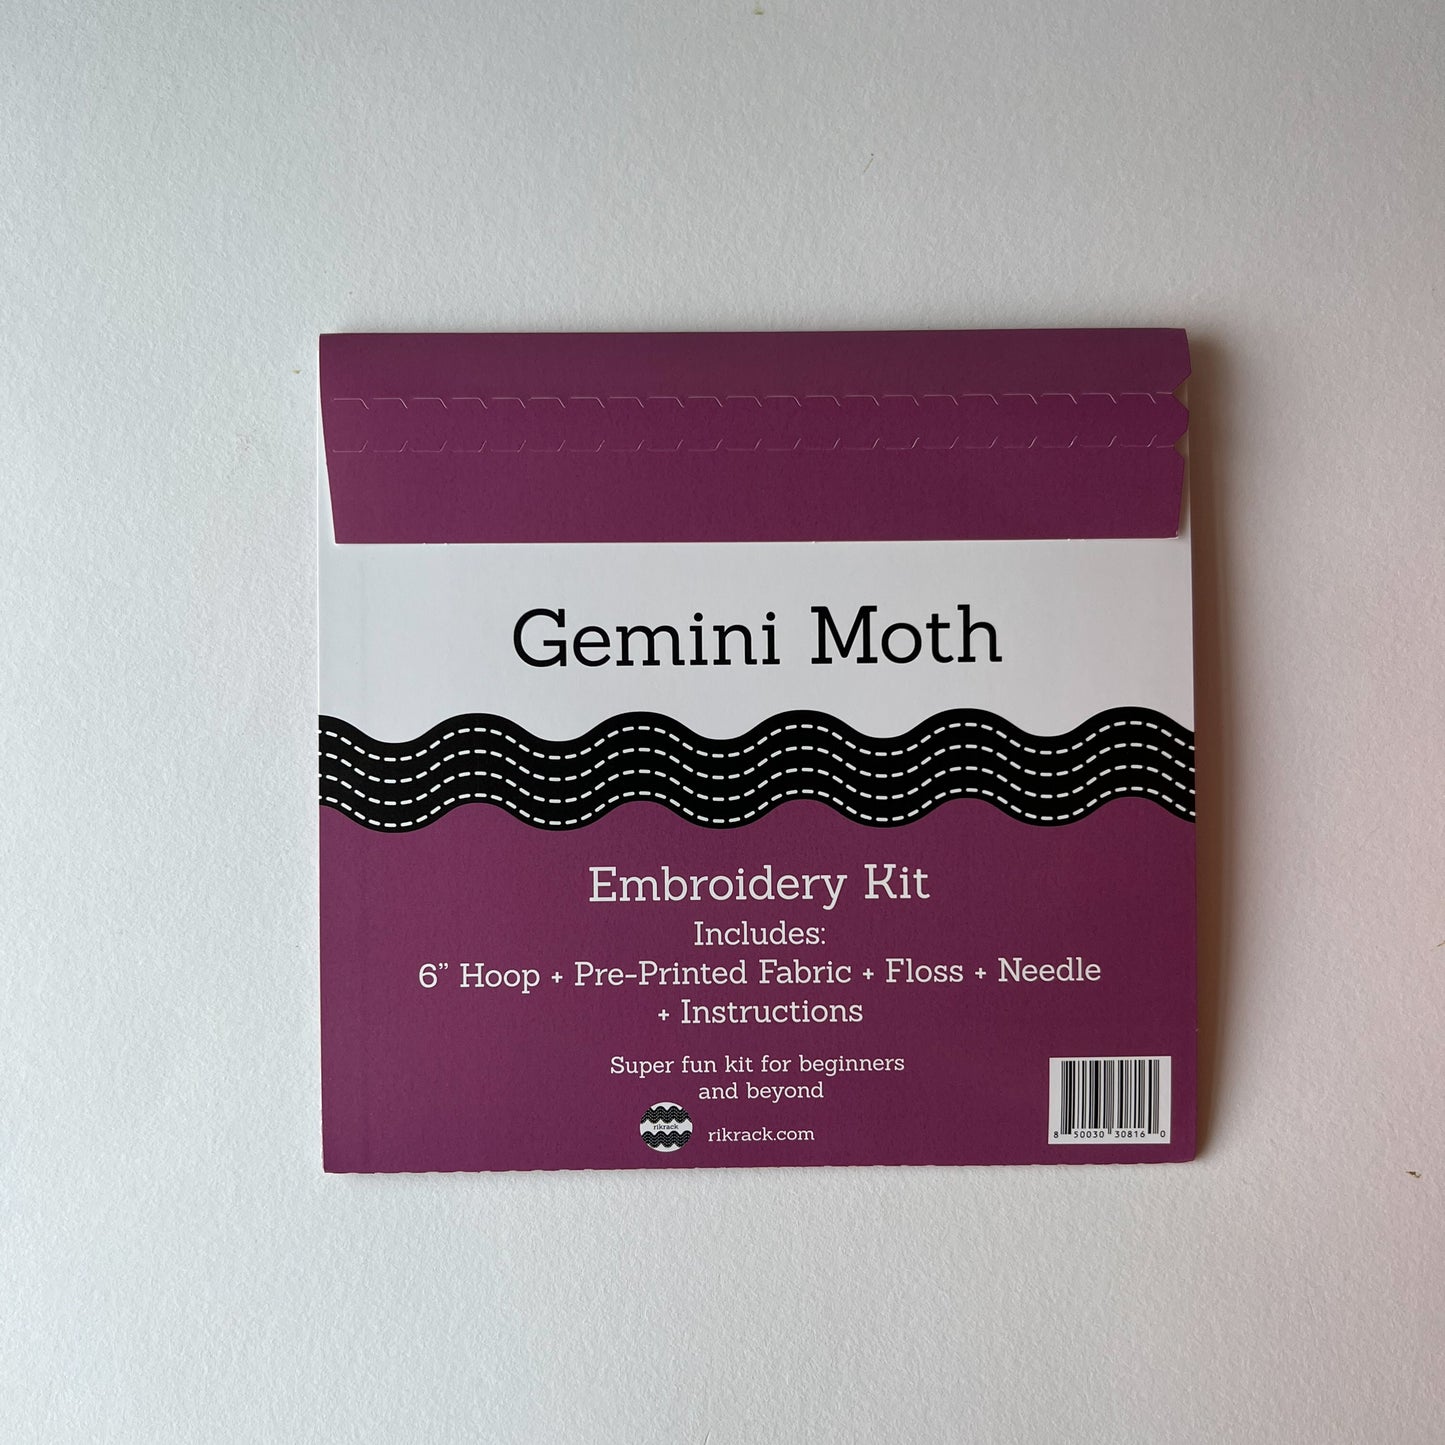 Gemini Moth
Embroidery Kit
Includes:
6” Hoop + Pre-Printed Fabric + Floss + Needle
+ Instructions
Super fun kit for beginners
and beyond
rikrack
rikrack.com
8 50030 30816 0